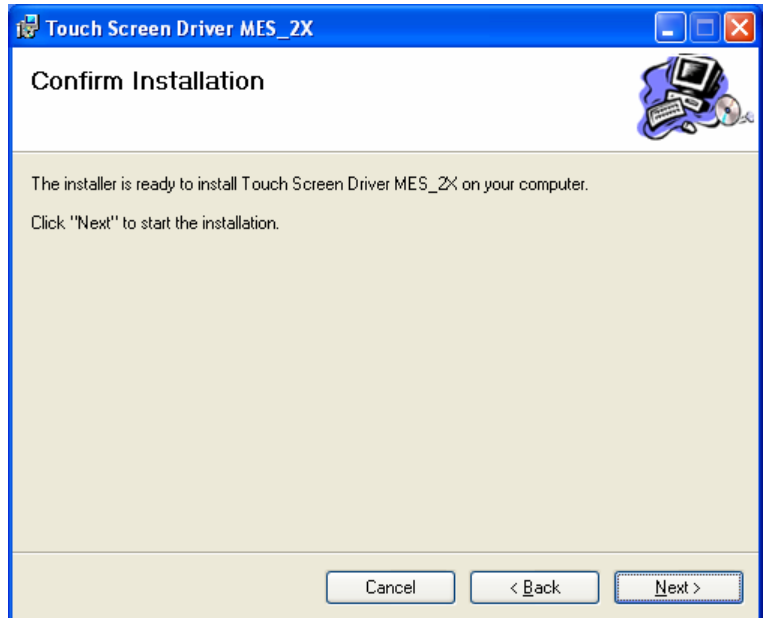 Touch Screen Driver MES_2X
Confirm Installation
The installer is ready to install Touch Screen Driver MES_2X on your computer.
Click "Next" to start the installation.
Cancel
< Back
Next >